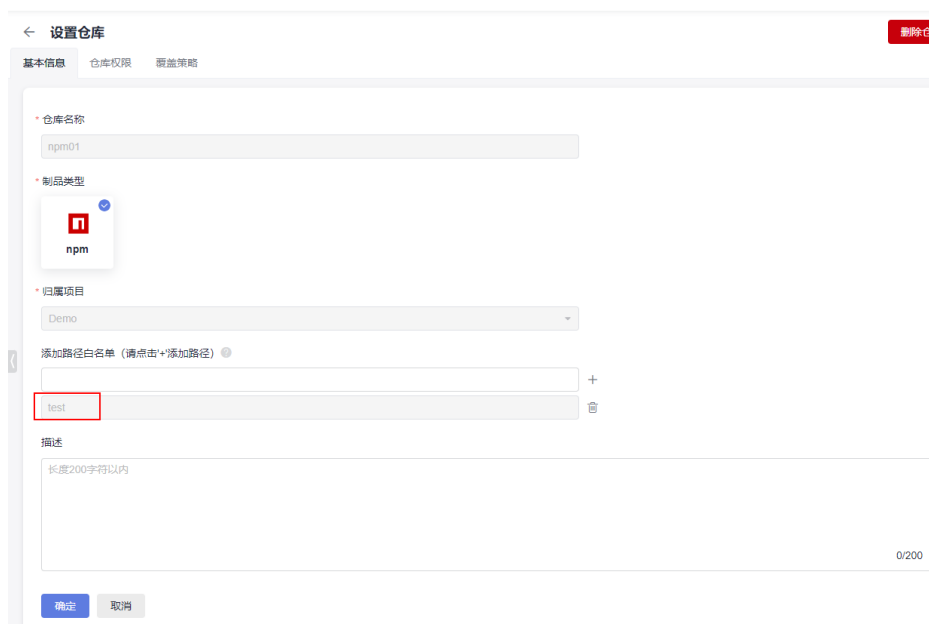 ← 设置仓库
删除仓
基本信息 仓库权限 覆盖策略
* 仓库名称
npm01
* 制品类型
npm
* 归属项目
Demo
添加路径白名单（请点击'+'添加路径）
test
描述
长度200字符以内
0/200
确定 取消